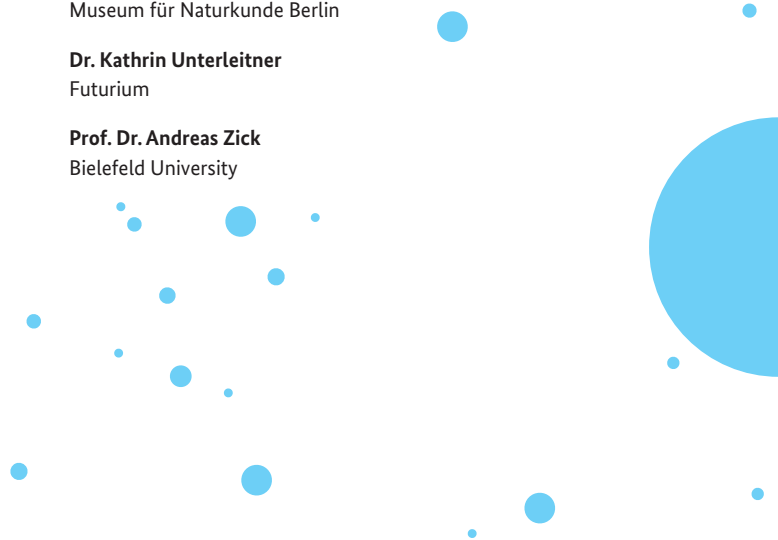 Museum für Naturkunde Berlin
Dr. Kathrin Unterleitner
Futurium
Prof. Dr. Andreas Zick
Bielefeld University